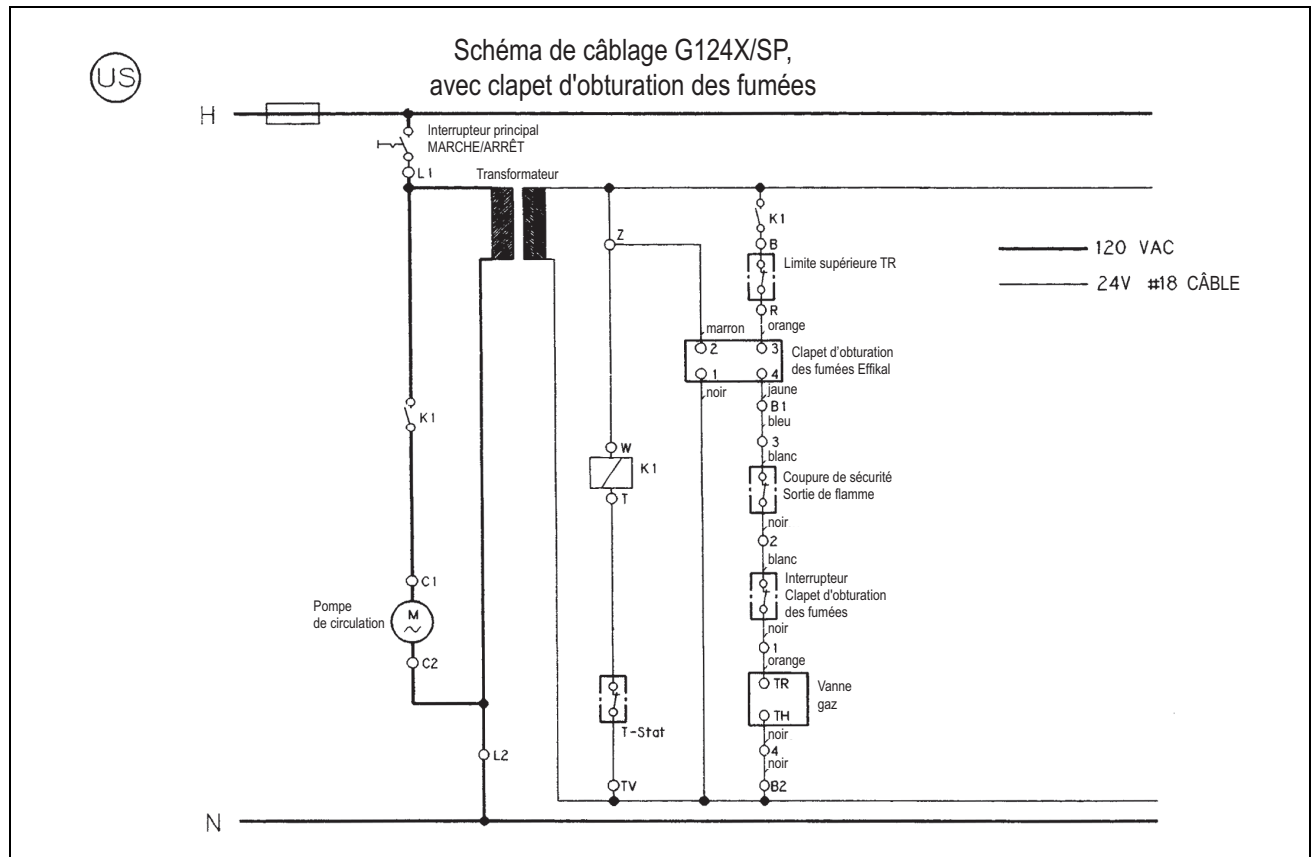 US
Schéma de câblage G124X/SP,
avec clapet d'obturation des fumées
H
Interrupteur principal
MARCHE/ARRÊT
L1
Transformateur
Z
K1
B
Limite supérieure TR
R
120 VAC
24V #18 CÂBLE
marron
orange
2
3
1
4
Clapet d'obturation
des fumées Effikal
noir
jaune
B1
bleu
3
blanc
K1
W
K1
T
Coupure de sécurité
Sortie de flamme
noir
2
blanc
Interrupteur
Clapet d'obturation
des fumées
noir
1
orange
C1
Pompe
de circulation
M
C2
TR
Vanne
gaz
TH
noir
4
noir
B2
T-Stat
TV
L2
N